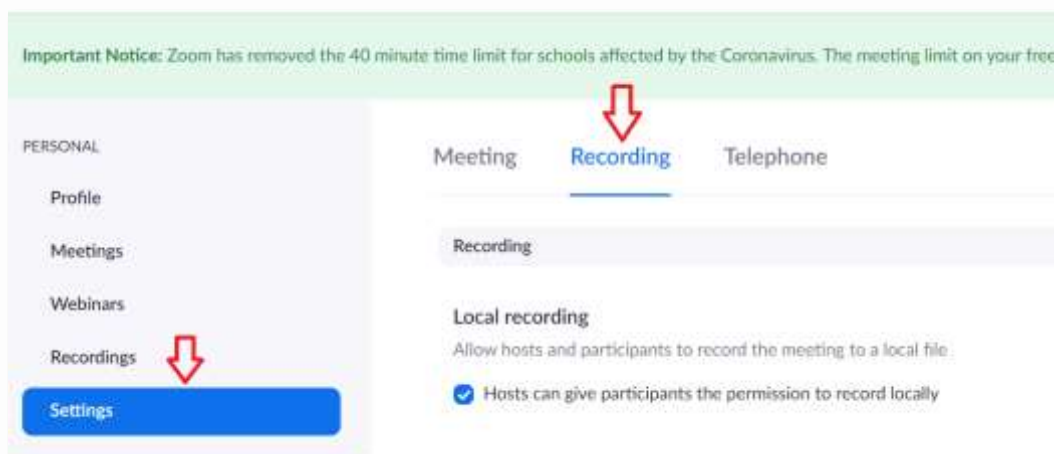 Important Notice: Zoom has removed the 40 minute time limit for schools affected by the Coronavirus. The meeting limit on your free
PERSONAL
Profile
Meetings
Webinars
Recordings
Settings
Meeting Recording Telephone
Recording
Local recording
Allow hosts and participants to record the meeting to a local file
Hosts can give participants the permission to record locally